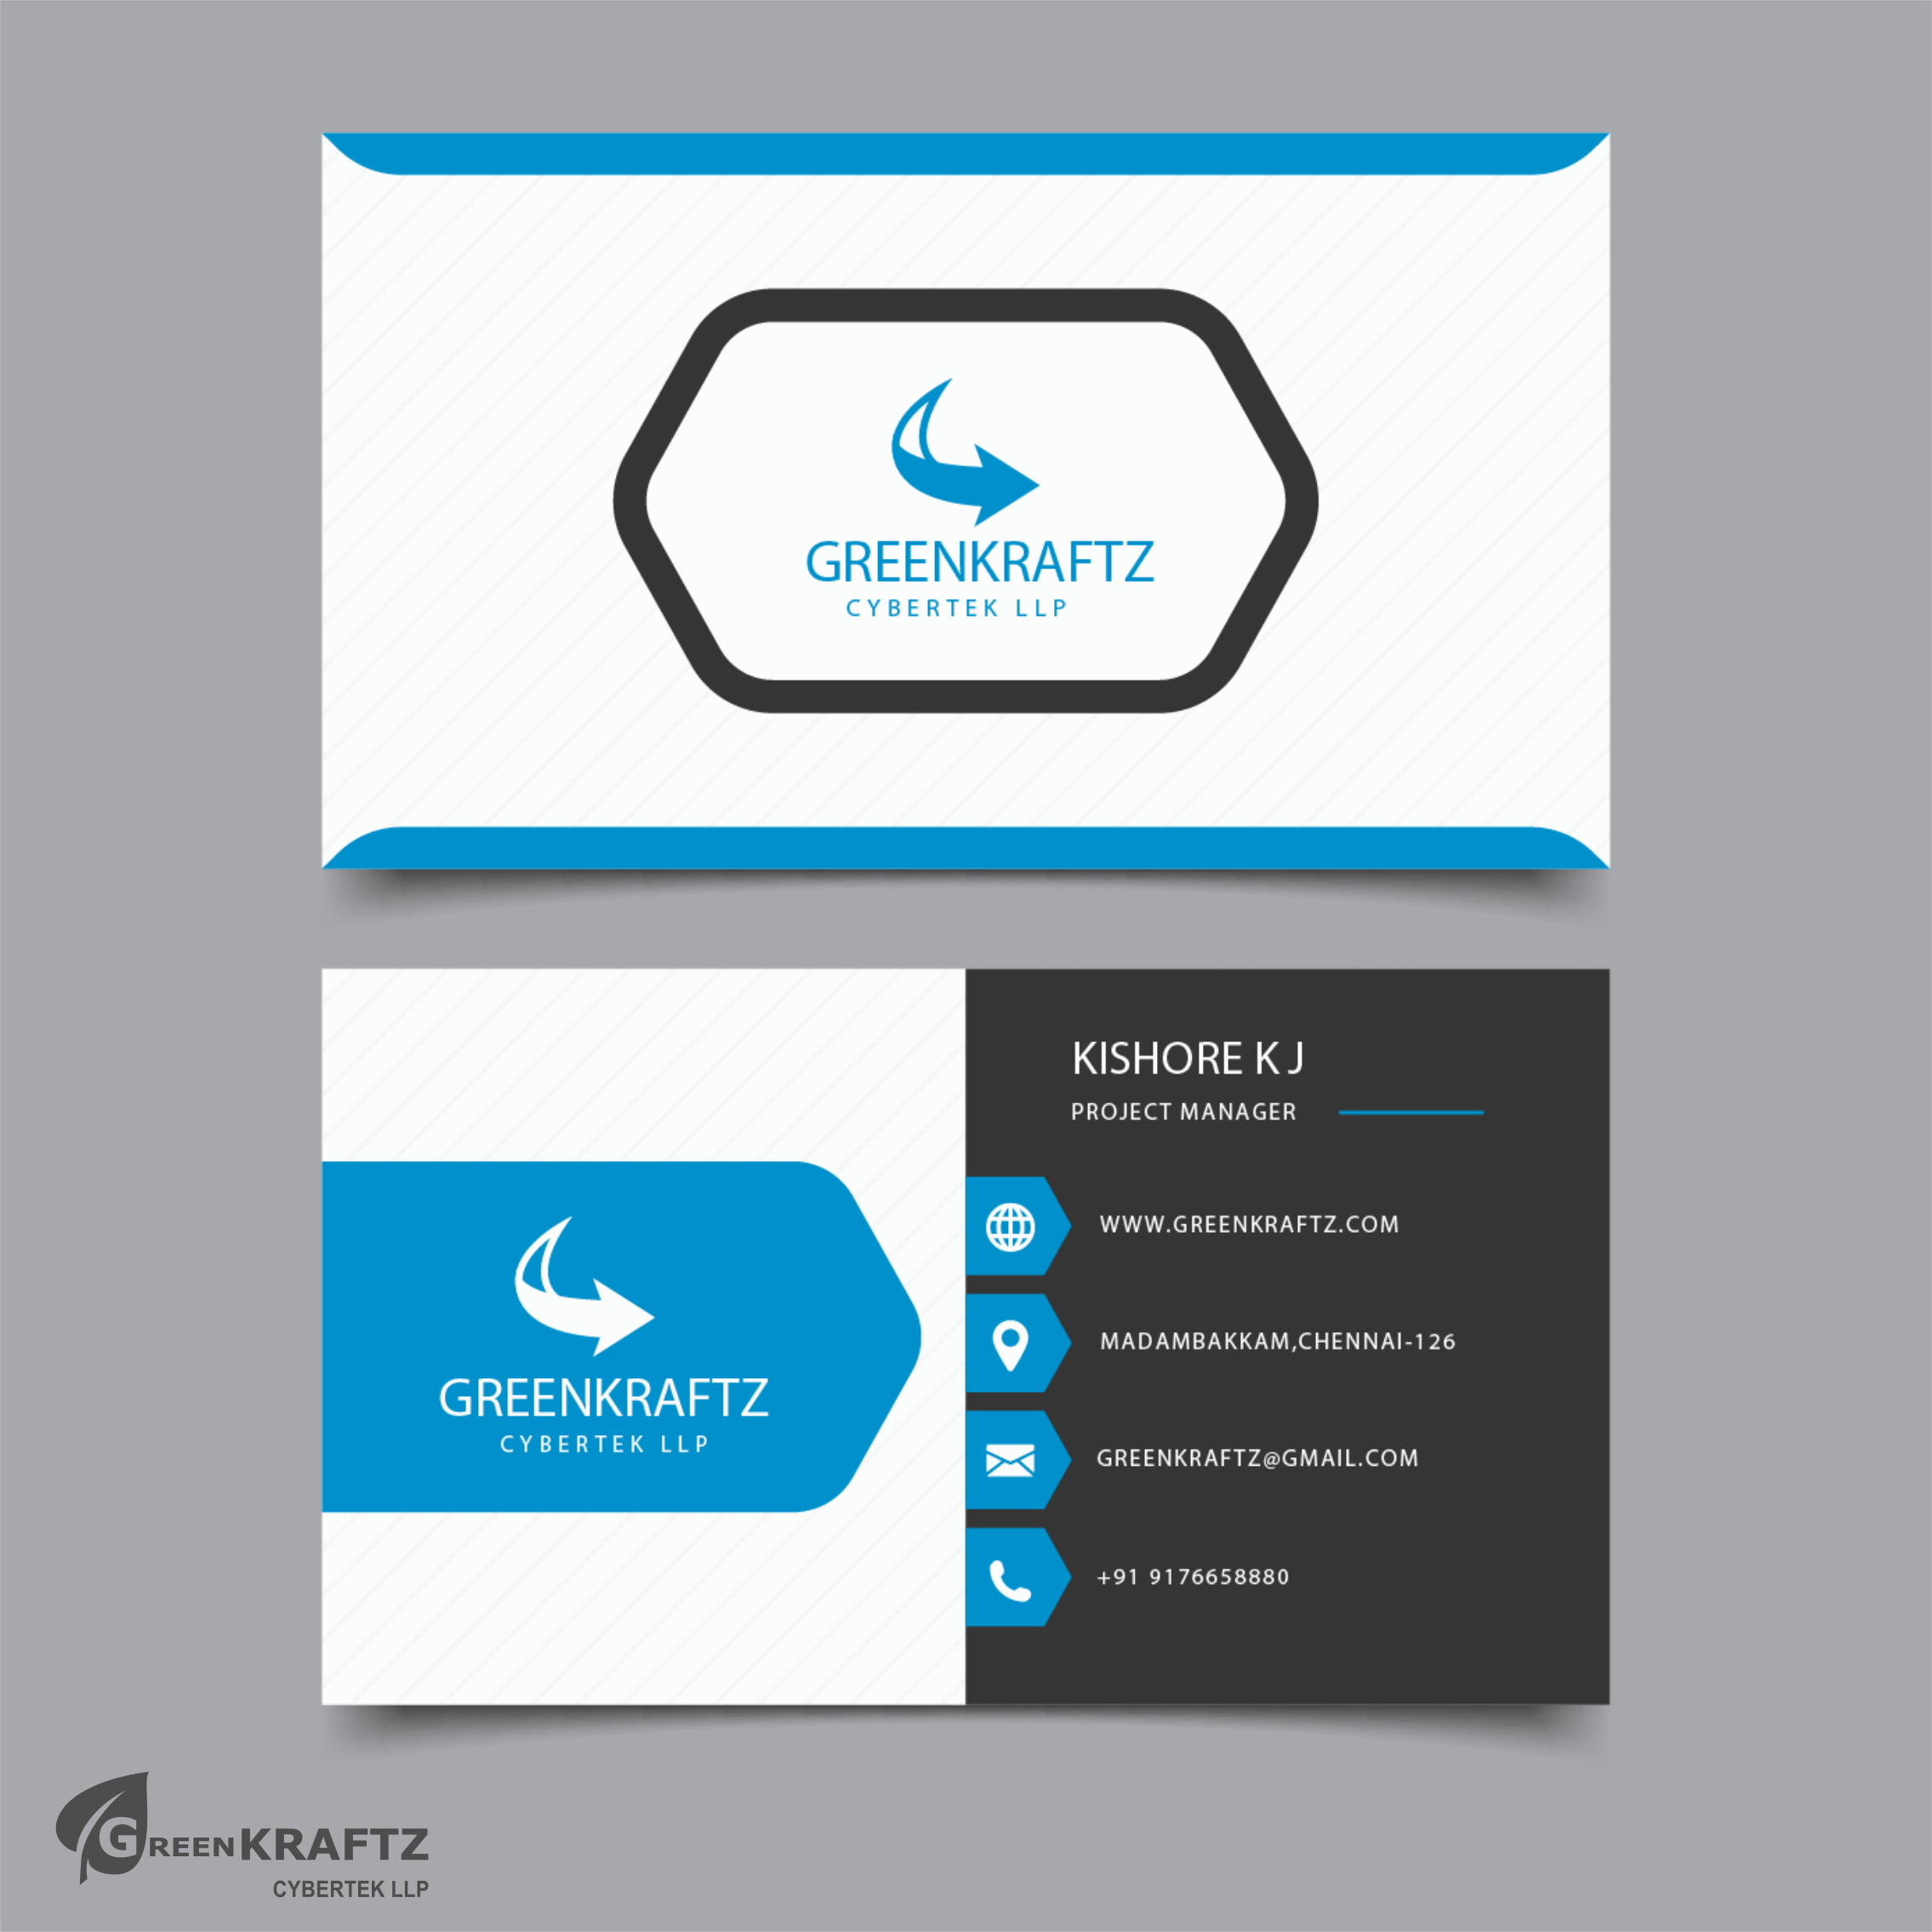 GREENKRAFTZ
CYBERTEK LLP
KISHORE K J
PROJECT MANAGER
WWW.GREENKRAFTZ.COM
MADAMBAKKAM,CHENNAI-126
GREENKRAFTZ@GMAIL.COM
+91 9176658880
GREENKRAFTZ
CYBERTEK LLP
GREENKRAFTZ
CYBERTEK LLP